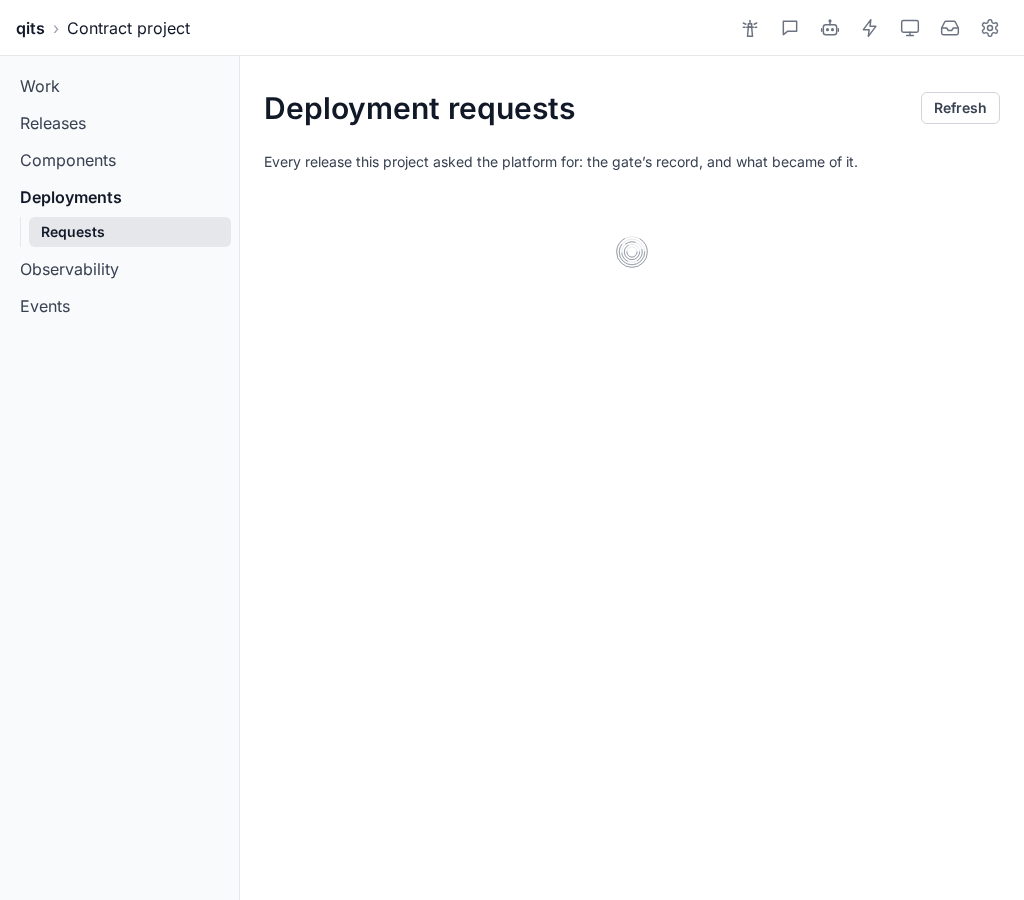 qits › Contract project
Work
Releases
Components
Deployments
Requests
Observability
Events
Deployment requests
Refresh
Every release this project asked the platform for: the gate’s record, and what became of it.